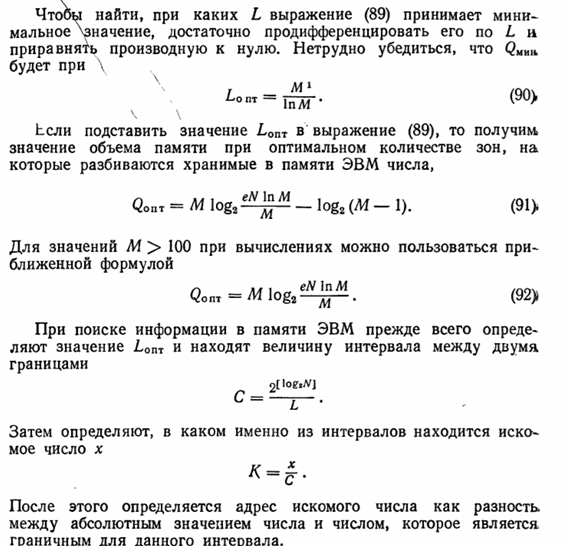 Чтобы найти, при каких L выражение (89) принимает мини-
мальное значение, достаточно продифференцировать его по L и
приравнять производную к нулю. Нетрудно убедиться, что Qмин
будет при
Lопт = M¹ / ln M . (90)
Если подставить значение Lопт в выражение (89), то получим
значение объема памяти при оптимальном количестве зон, на
которые разбиваются хранимые в памяти ЭВМ числа,
Qопт = M log₂ eN ln M / M — log₂ (M — 1). (91)
Для значений M > 100 при вычислениях можно пользоваться при-
ближенной формулой
Qопт = M log₂ eN ln M / M . (92)
При поиске информации в памяти ЭВМ прежде всего опреде-
ляют значение Lопт и находят величину интервала между двумя
границами
C = 2^[log₂N] / L .
Затем определяют, в каком именно из интервалов находится иско-
мое число x
K = x / C .
После этого определяется адрес искомого числа как разность
между абсолютным значением числа и числом, которое является
граничным для данного интервала.